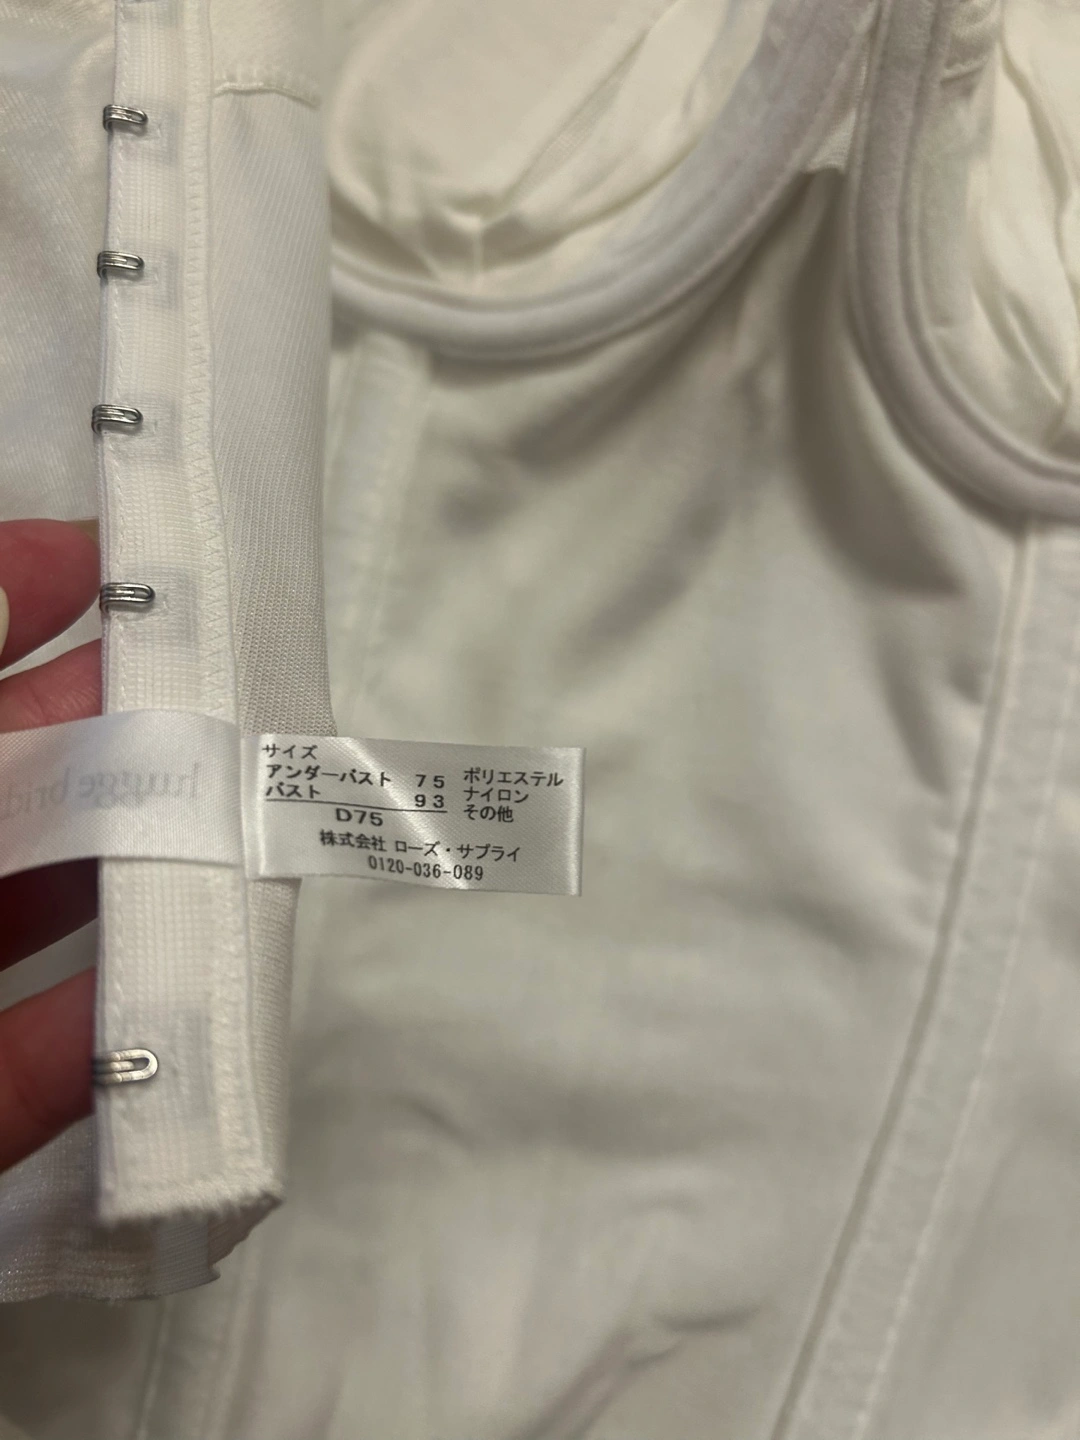 サイズ
アンダーバスト 75 ポリエステル
バスト 93 ナイロン
その他
D75
株式会社 ローズ・サプライ
0120-036-089